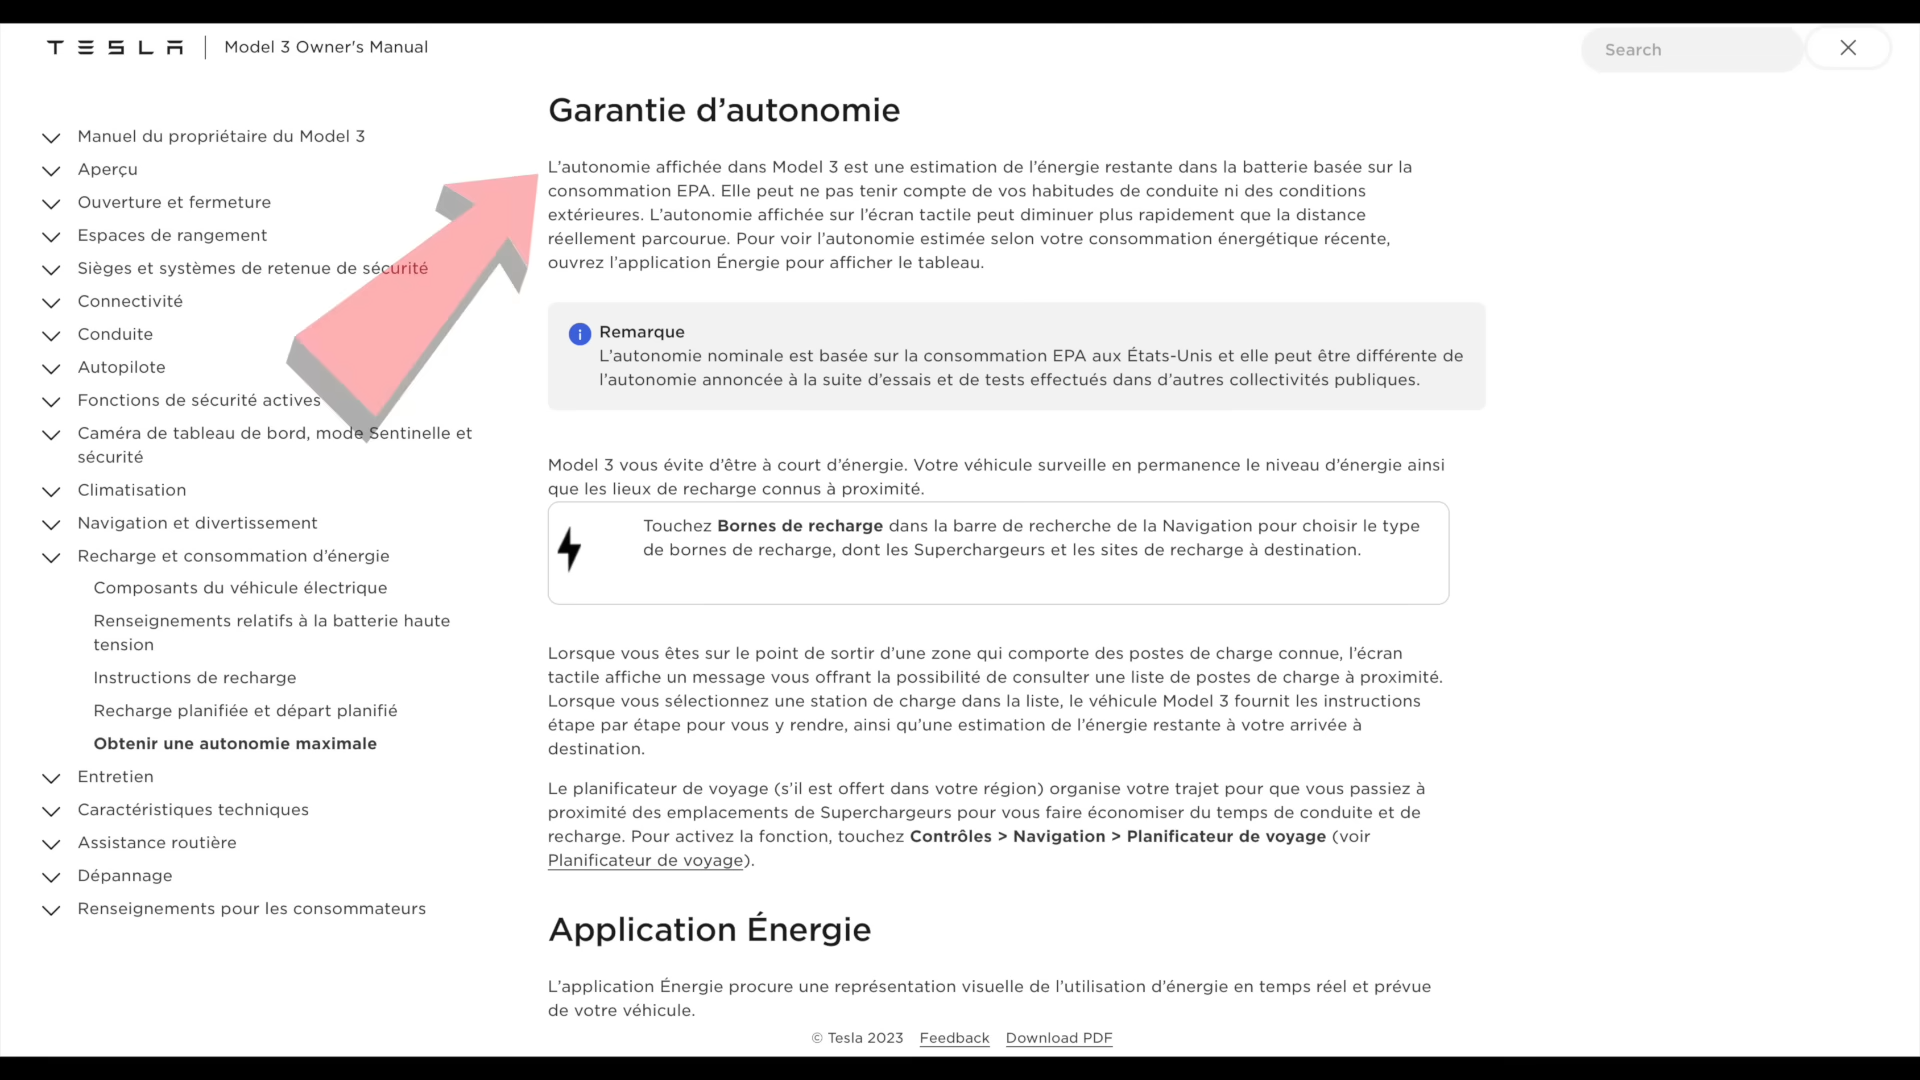 TESLA
Model 3 Owner's Manual
Search
Manuel du propriétaire du Model 3
Aperçu
Ouverture et fermeture
Espaces de rangement
Sièges et systèmes de retenue de sécurité
Connectivité
Conduite
Autopilote
Fonctions de sécurité actives
Caméra de tableau de bord, mode Sentinelle et
sécurité
Climatisation
Navigation et divertissement
Recharge et consommation d’énergie
Composants du véhicule électrique
Renseignements relatifs à la batterie haute
tension
Instructions de recharge
Recharge planifiée et départ planifié
Obtenir une autonomie maximale
Entretien
Caractéristiques techniques
Assistance routière
Dépannage
Renseignements pour les consommateurs
Garantie d’autonomie
L’autonomie affichée dans Model 3 est une estimation de l’énergie restante dans la batterie basée sur la
consommation EPA. Elle peut ne pas tenir compte de vos habitudes de conduite ni des conditions
extérieures. L’autonomie affichée sur l’écran tactile peut diminuer plus rapidement que la distance
réellement parcourue. Pour voir l’autonomie estimée selon votre consommation énergétique récente,
ouvrez l’application Énergie pour afficher le tableau.
Remarque
L’autonomie nominale est basée sur la consommation EPA aux États-Unis et elle peut être différente de
l’autonomie annoncée à la suite d’essais et de tests effectués dans d’autres collectivités publiques.
Model 3 vous évite d’être à court d’énergie. Votre véhicule surveille en permanence le niveau d’énergie ainsi
que les lieux de recharge connus à proximité.
Touchez Bornes de recharge dans la barre de recherche de la Navigation pour choisir le type
de bornes de recharge, dont les Superchargeurs et les sites de recharge à destination.
Lorsque vous êtes sur le point de sortir d’une zone qui comporte des postes de charge connue, l’écran
tactile affiche un message vous offrant la possibilité de consulter une liste de postes de charge à proximité.
Lorsque vous sélectionnez une station de charge dans la liste, le véhicule Model 3 fournit les instructions
étape par étape pour vous y rendre, ainsi qu’une estimation de l’énergie restante à votre arrivée à
destination.
Le planificateur de voyage (s’il est offert dans votre région) organise votre trajet pour que vous passiez à
proximité des emplacements de Superchargeurs pour vous faire économiser du temps de conduite et de
recharge. Pour activez la fonction, touchez Contrôles > Navigation > Planificateur de voyage (voir
Planificateur de voyage).
Application Énergie
L’application Énergie procure une représentation visuelle de l’utilisation d’énergie en temps réel et prévue
de votre véhicule.
© Tesla 2023 Feedback Download PDF